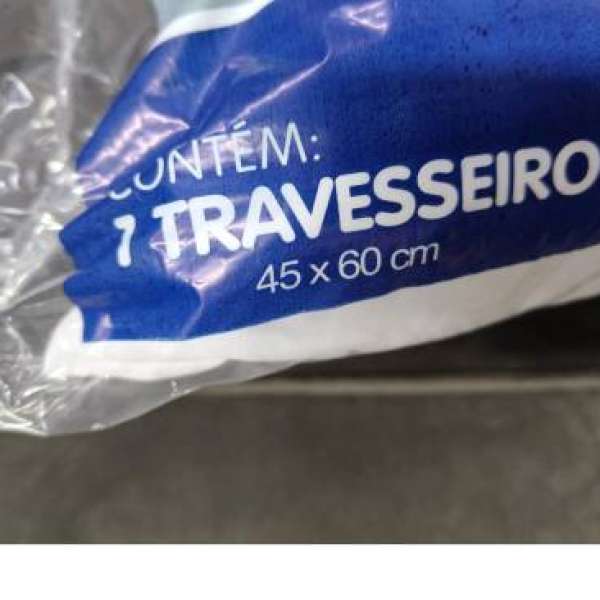 CONTÉM:
1 TRAVESSEIRO
45 x 60 cm